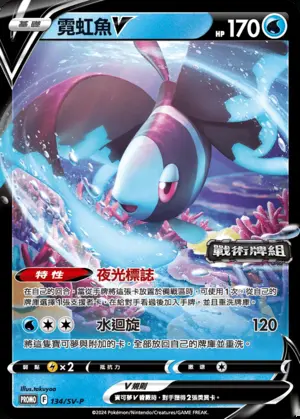 基礎 霓虹魚V HP170
戰術牌組
特性 夜光標誌
在自己的回合，當從手牌將這張卡放置於備戰區時，可使用1次。從自己的
牌庫選擇1張支援者卡，在給對手看過後加入手牌。並且重洗牌庫。
水迴旋 120
將這隻寶可夢與附加的卡，全部放回自己的牌庫並重洗。
弱點 ×2 抵抗力 撤退
Illus.tokuyoa
V規則
當寶可夢V昏厥時，對手獲得2張獎賞卡。
PROMO F 134/SV-P
©2024 Pokémon/Nintendo/Creatures/GAME FREAK.